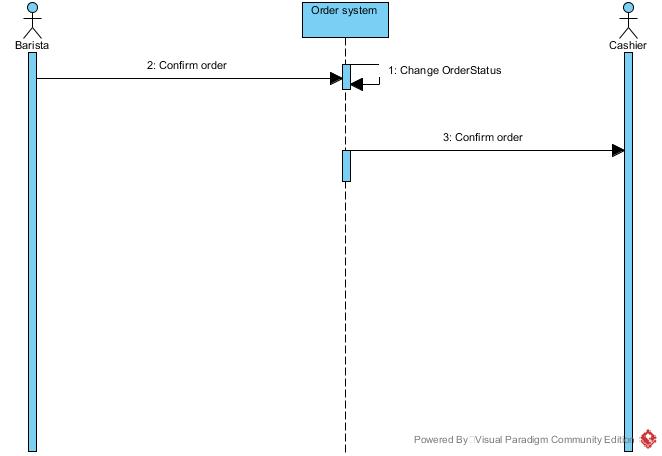 Order system
Barista
Cashier
2: Confirm order
1: Change OrderStatus
3: Confirm order
Powered By Visual Paradigm Community Edition